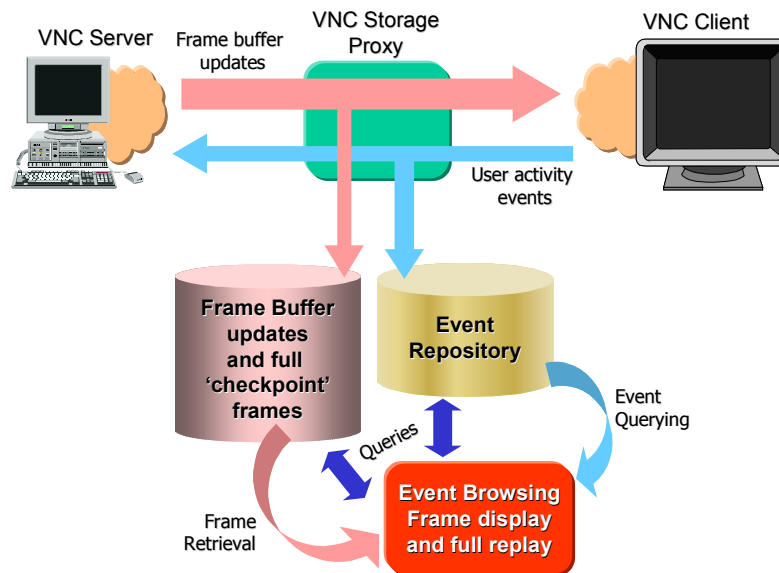 VNC Server
Frame buffer
updates
VNC Storage
Proxy
VNC Client
User activity
events
Frame Buffer
updates
and full
‘checkpoint’
frames
Event
Repository
Event
Querying
Queries
Event Browsing
Frame display
and full replay
Frame
Retrieval